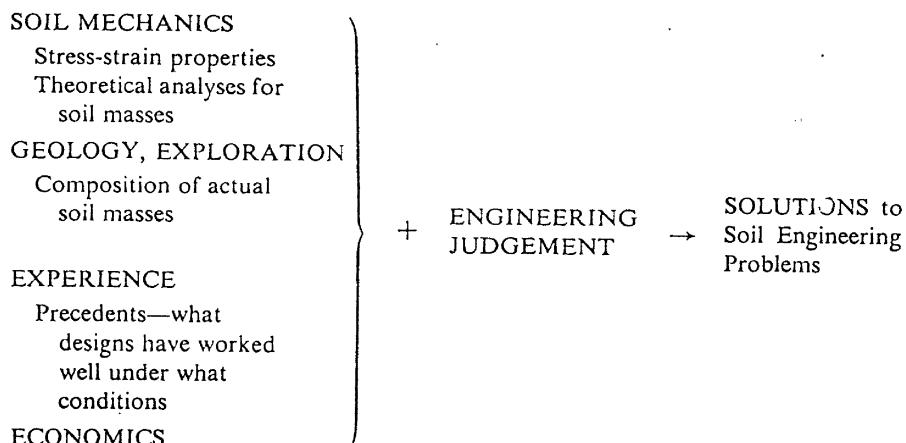 SOIL MECHANICS
Stress-strain properties
Theoretical analyses for
soil masses
GEOLOGY, EXPLORATION
Composition of actual
soil masses
EXPERIENCE
Precedents—what
designs have worked
well under what
conditions
ECONOMICS
+
ENGINEERING
JUDGEMENT
→
SOLUTIONS to
Soil Engineering
Problems